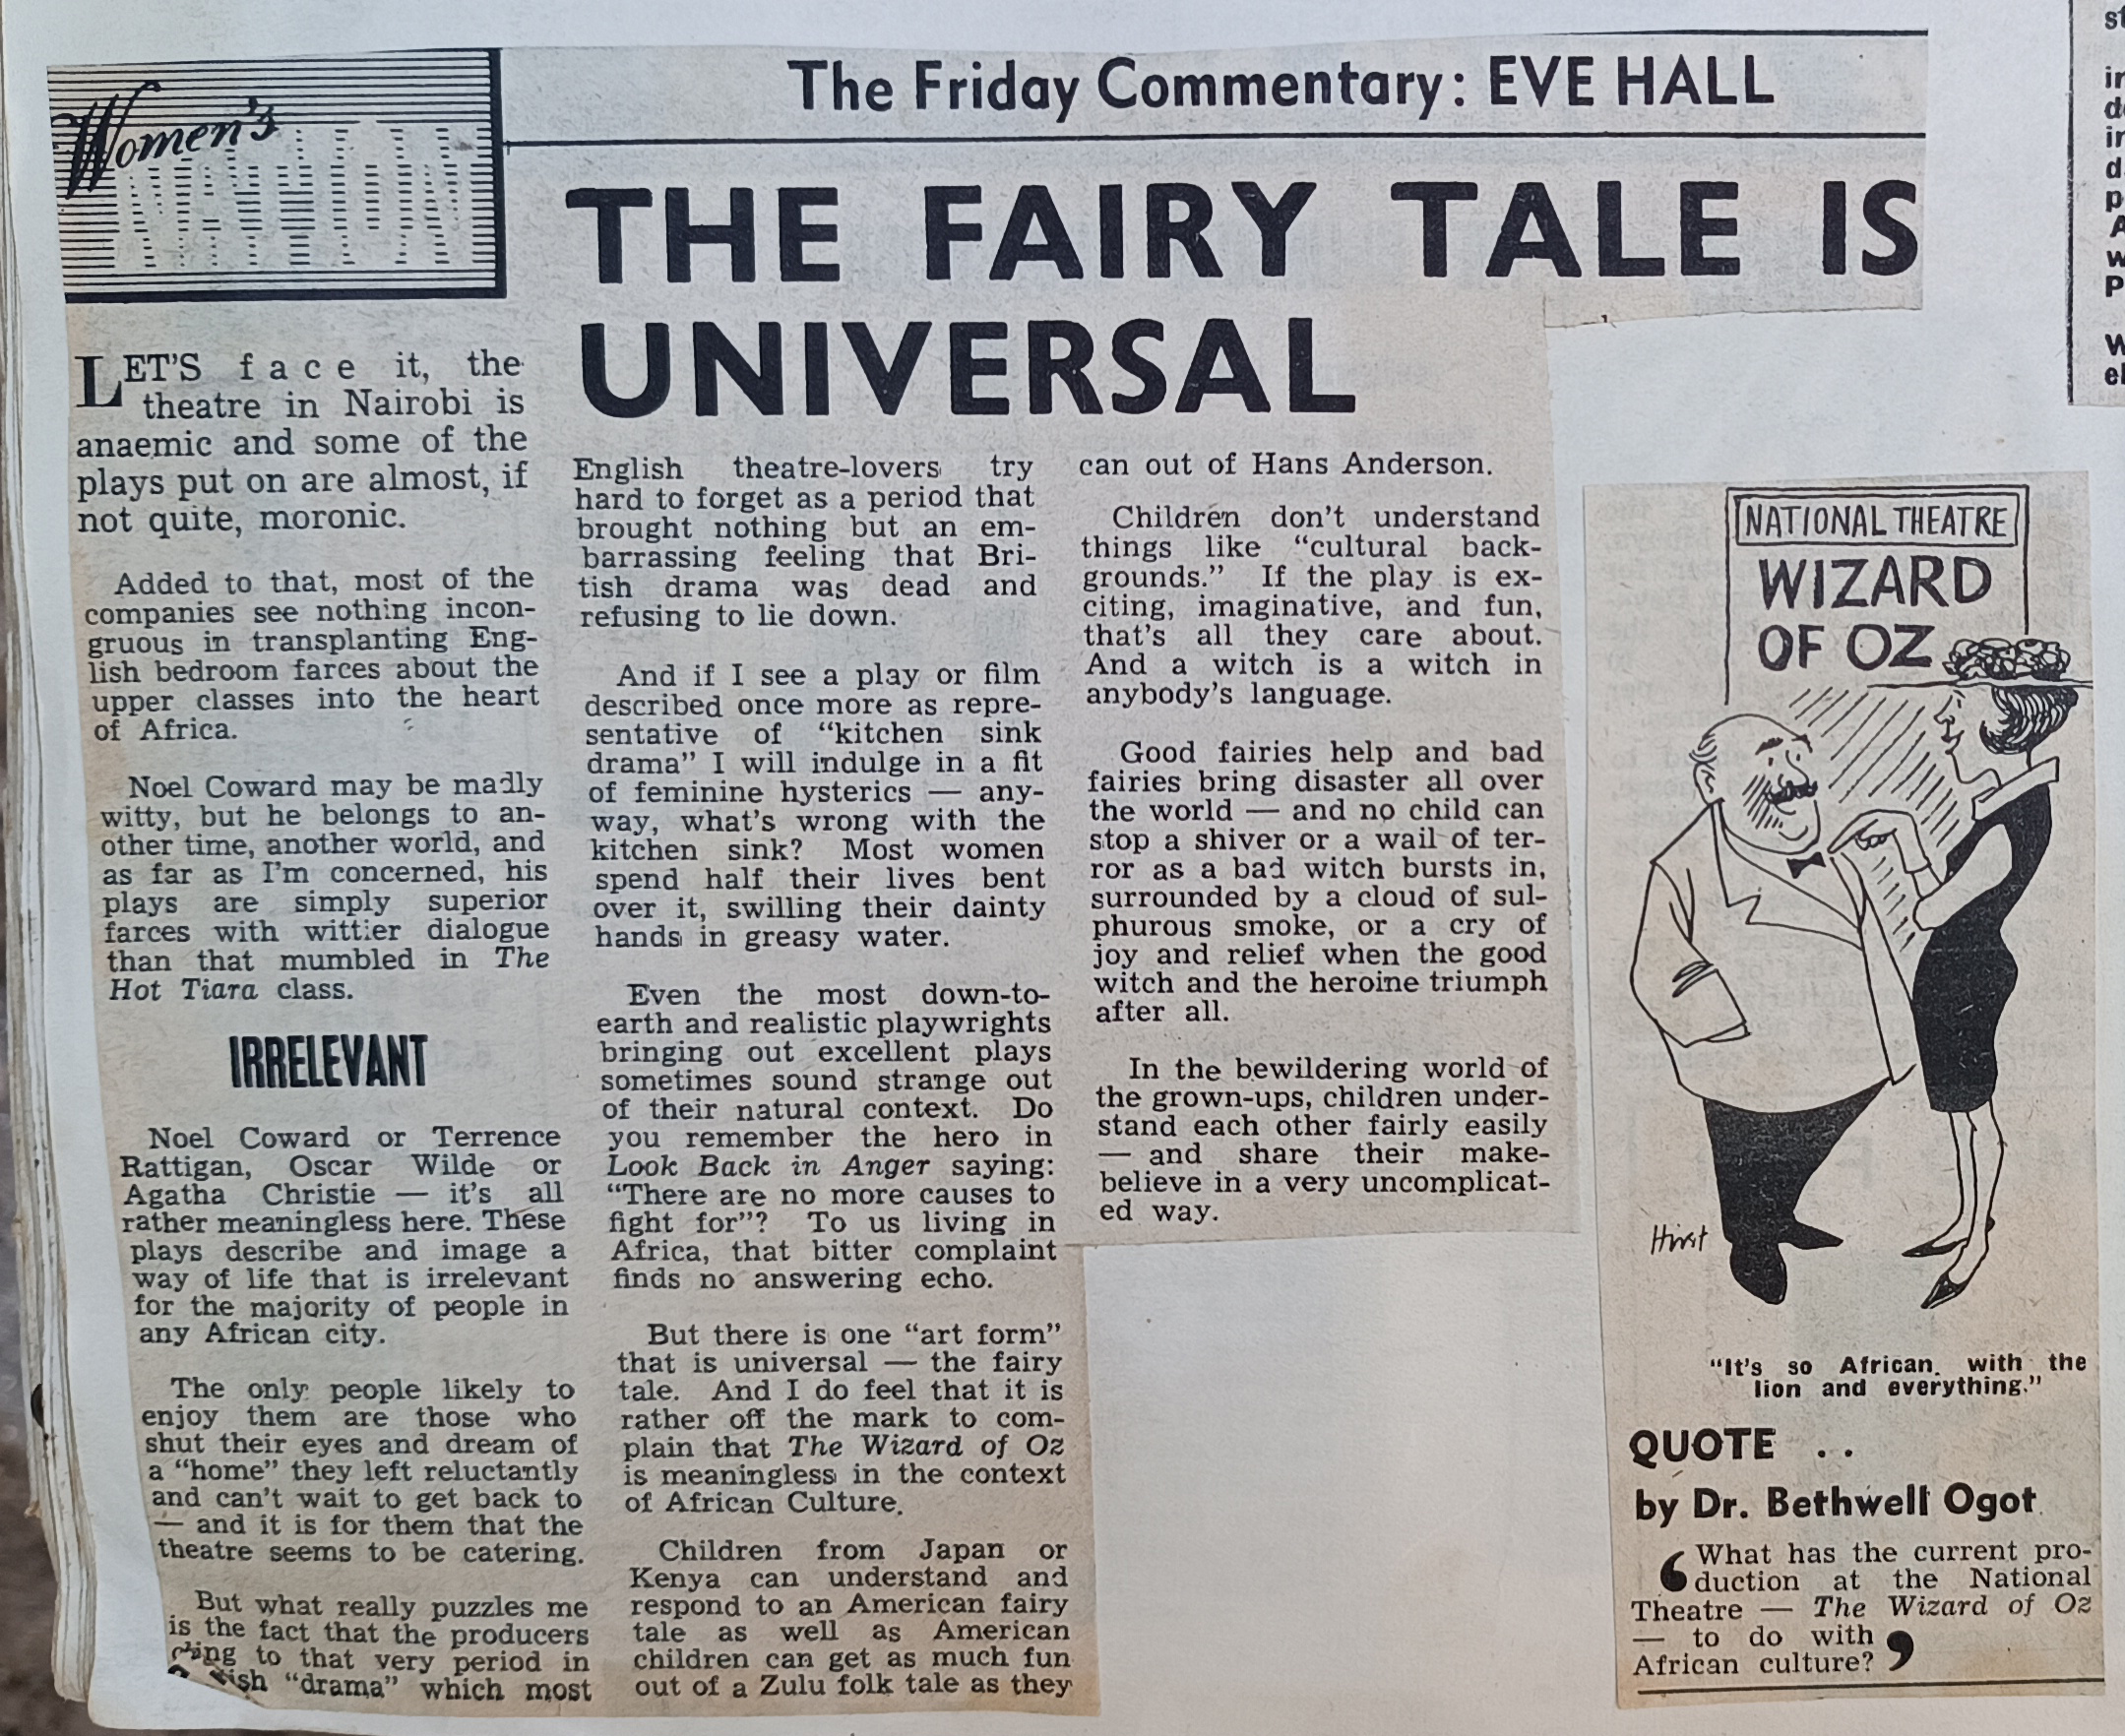 Women's
NATION
The Friday Commentary: EVE HALL
THE FAIRY TALE IS
UNIVERSAL
LET'S face it, the
theatre in Nairobi is
anaemic and some of the
plays put on are almost, if
not quite, moronic.
Added to that, most of the
companies see nothing incon-
gruous in transplanting Eng-
lish bedroom farces about the
upper classes into the heart
of Africa.
Noel Coward may be madly
witty, but he belongs to an-
other time, another world, and
as far as I'm concerned, his
plays are simply superior
farces with wittier dialogue
than that mumbled in The
Hot Tiara class.
IRRELEVANT
Noel Coward or Terrence
Rattigan, Oscar Wilde or
Agatha Christie — it's all
rather meaningless here. These
plays describe and image a
way of life that is irrelevant
for the majority of people in
any African city.
The only people likely to
enjoy them are those who
shut their eyes and dream of
a "home" they left reluctantly
and can't wait to get back to
— and it is for them that the
theatre seems to be catering.
But what really puzzles me
is the fact that the producers
cling to that very period in
"drama" which most
English theatre-lovers try
hard to forget as a period that
brought nothing but an em-
barrassing feeling that Bri-
tish drama was dead and
refusing to lie down.
And if I see a play or film
described once more as repre-
sentative of "kitchen sink
drama" I will indulge in a fit
of feminine hysterics — any-
way, what's wrong with the
kitchen sink? Most women
spend half their lives bent
over it, swilling their dainty
hands in greasy water.
Even the most down-to-
earth and realistic playwrights
bringing out excellent plays
sometimes sound strange out
of their natural context. Do
you remember the hero in
Look Back in Anger saying:
"There are no more causes to
fight for"? To us living in
Africa, that bitter complaint
finds no answering echo.
But there is one "art form"
that is universal — the fairy
tale. And I do feel that it is
rather off the mark to com-
plain that The Wizard of Oz
is meaningless in the context
of African Culture.
Children from Japan or
Kenya can understand and
respond to an American fairy
tale as well as American
children can get as much fun
out of a Zulu folk tale as they
can out of Hans Anderson.
Children don't understand
things like "cultural back-
grounds." If the play is ex-
citing, imaginative, and fun,
that's all they care about.
And a witch is a witch in
anybody's language.
Good fairies help and bad
fairies bring disaster all over
the world — and no child can
stop a shiver or a wail of ter-
ror as a bad witch bursts in,
surrounded by a cloud of sul-
phurous smoke, or a cry of
joy and relief when the good
witch and the heroine triumph
after all.
In the bewildering world of
the grown-ups, children under-
stand each other fairly easily
— and share their make-
believe in a very uncomplicat-
ed way.
NATIONAL THEATRE
WIZARD
OF OZ
Hirst
"It's so African, with the
lion and everything."
QUOTE . .
by Dr. Bethwell Ogot
‘What has the current pro-
duction at the National
Theatre — The Wizard of Oz
— to do with
African culture?’